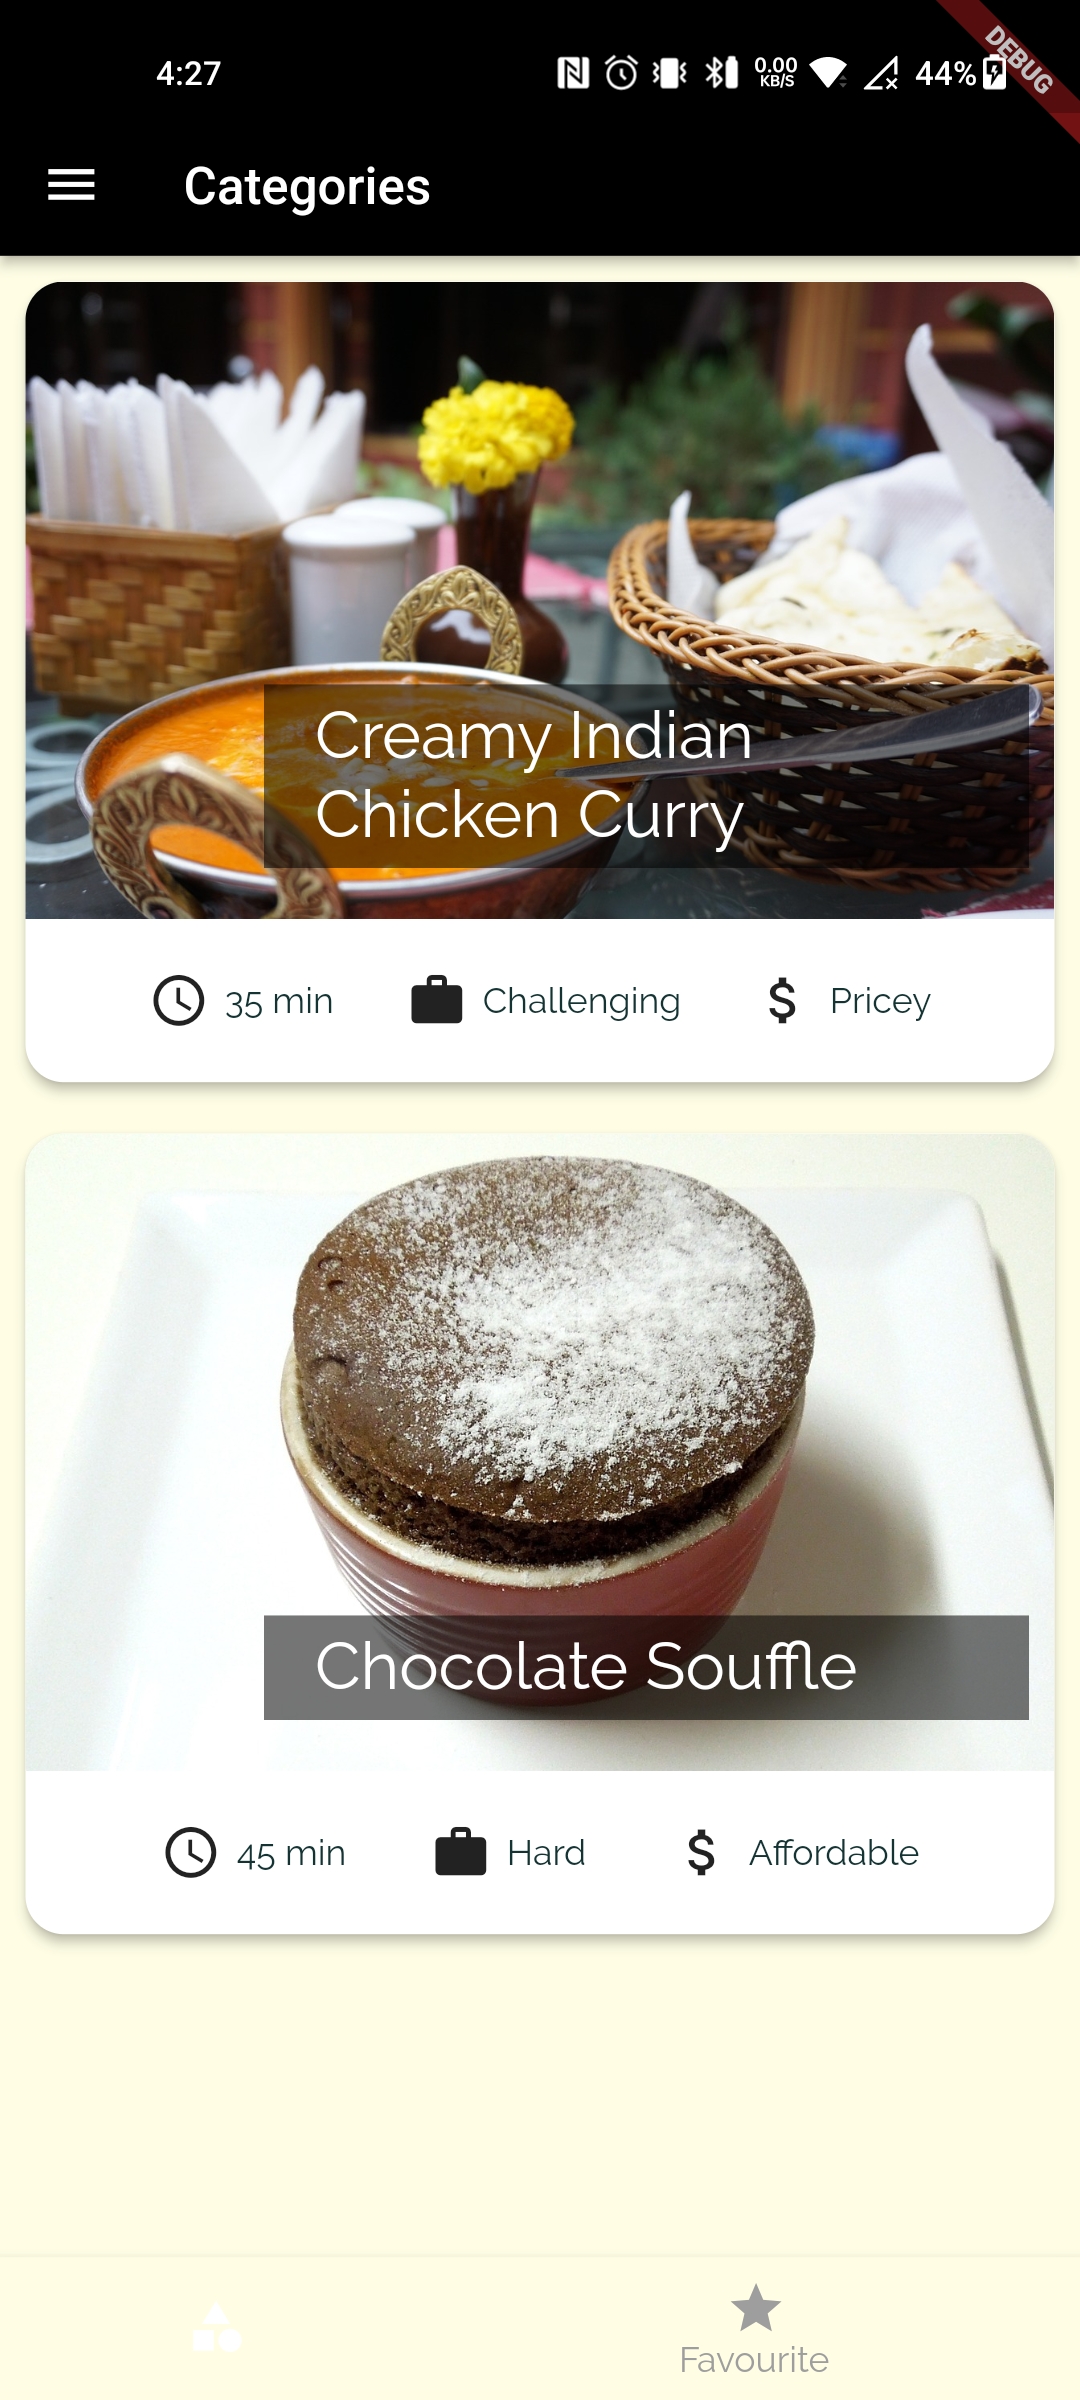 4:27
0.00
KB/S
44%
DEBUG
Categories
Creamy Indian
Chicken Curry
35 min
Challenging
Pricey
Chocolate Souffle
45 min
Hard
Affordable
Favourite